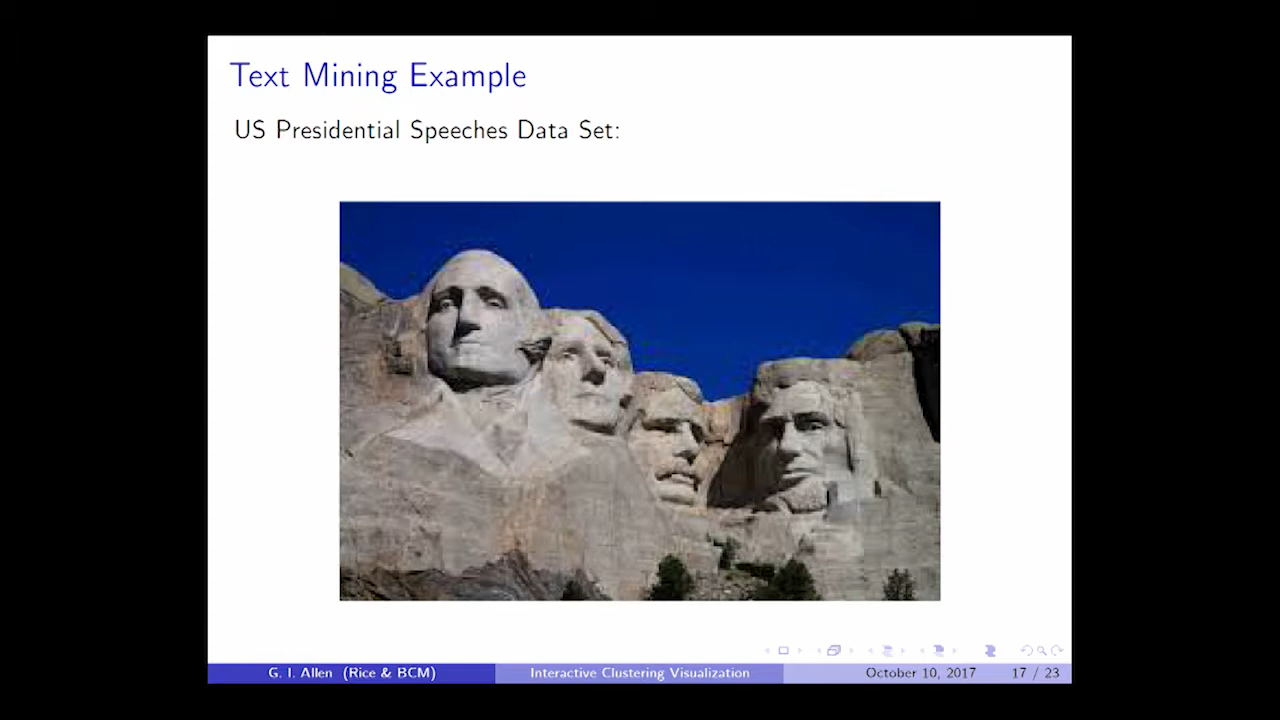 Text Mining Example
US Presidential Speeches Data Set:
G. I. Allen (Rice & BCM)
Interactive Clustering Visualization
October 10, 2017
17 / 23